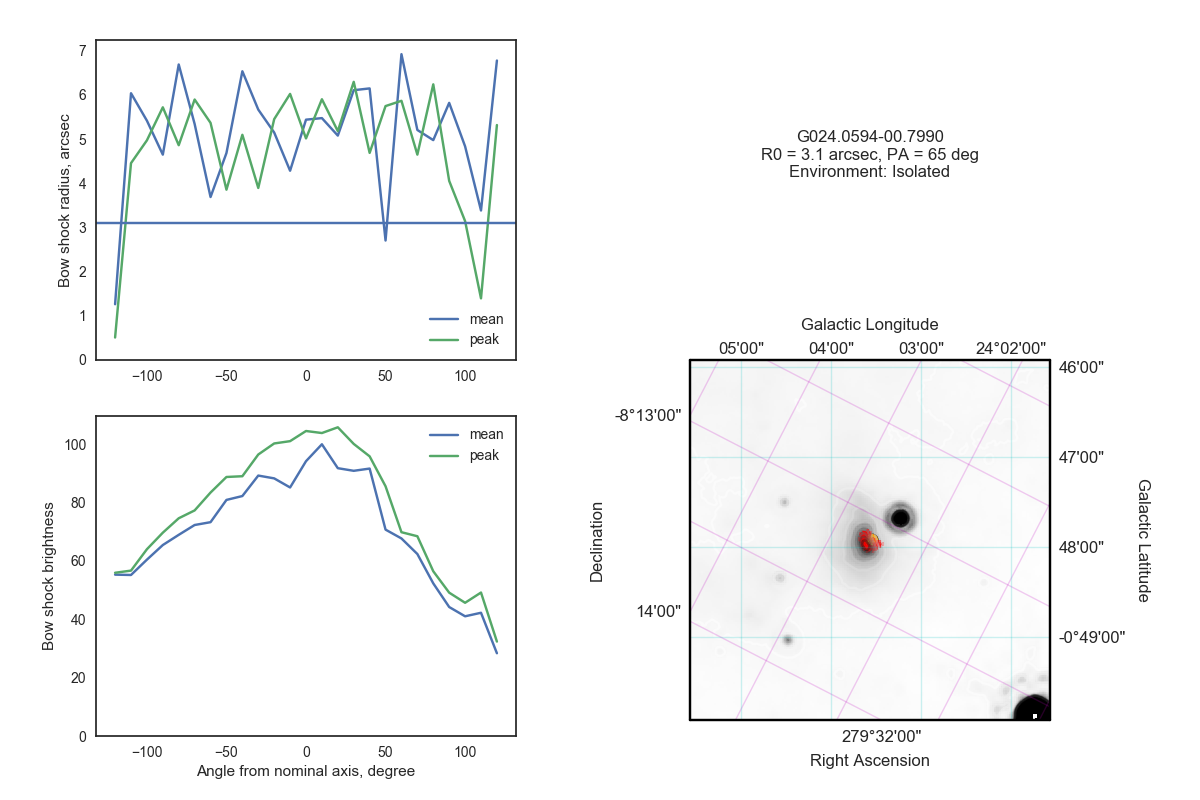 7
6
5
4
3
2
1
0
Bow shock radius, arcsec
mean
peak
−100
−50
0
50
100
100
80
60
40
20
0
Bow shock brightness
mean
peak
−100
−50
0
50
100
Angle from nominal axis, degree
G024.0594-00.7990
R0 = 3.1 arcsec, PA = 65 deg
Environment: Isolated
Galactic Longitude
05'00" 04'00" 03'00" 24°02'00"
-8°13'00"
14'00"
Declination
46'00"
47'00"
48'00"
-0°49'00"
Galactic Latitude
279°32'00"
Right Ascension